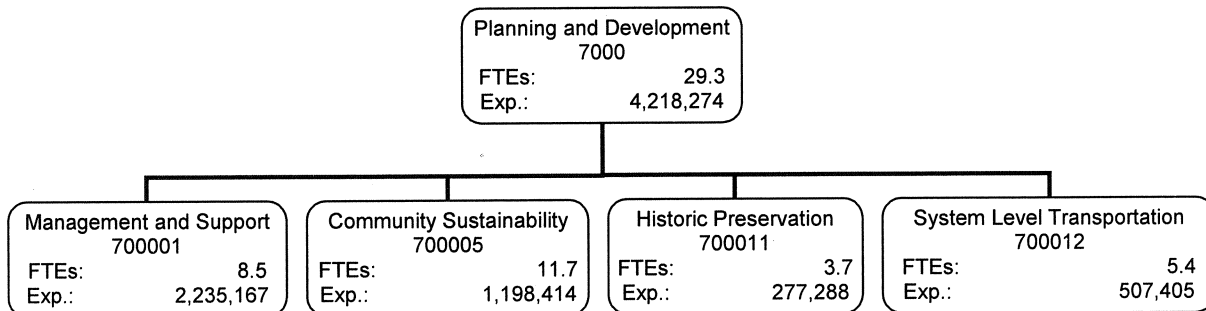 Planning and Development
7000
FTEs: 29.3
Exp.: 4,218,274
Management and Support
700001
FTEs: 8.5
Exp.: 2,235,167
Community Sustainability
700005
FTEs: 11.7
Exp.: 1,198,414
Historic Preservation
700011
FTEs: 3.7
Exp.: 277,288
System Level Transportation
700012
FTEs: 5.4
Exp.: 507,405